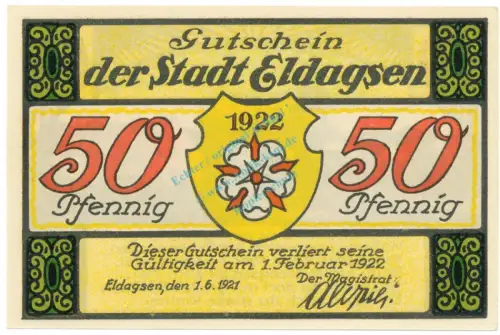 Gutschein
der Stadt Eldagsen
1922
50 50
Pfennig Pfennig
Dieser Gutschein verliert seine
Gültigkeit am 1. Februar 1922
Eldagsen, den 1.6.1921 Der Magistrat: